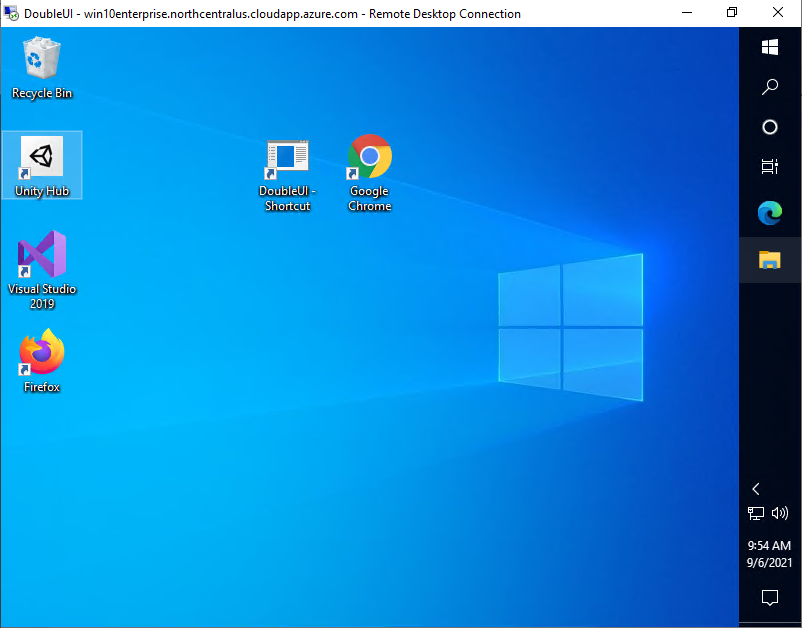 DoubleUI - win10enterprise.northcentralus.cloudapp.azure.com - Remote Desktop Connection
Recycle Bin
Unity Hub
DoubleUI -
Shortcut
Google
Chrome
Visual Studio
2019
Firefox
9:54 AM
9/6/2021